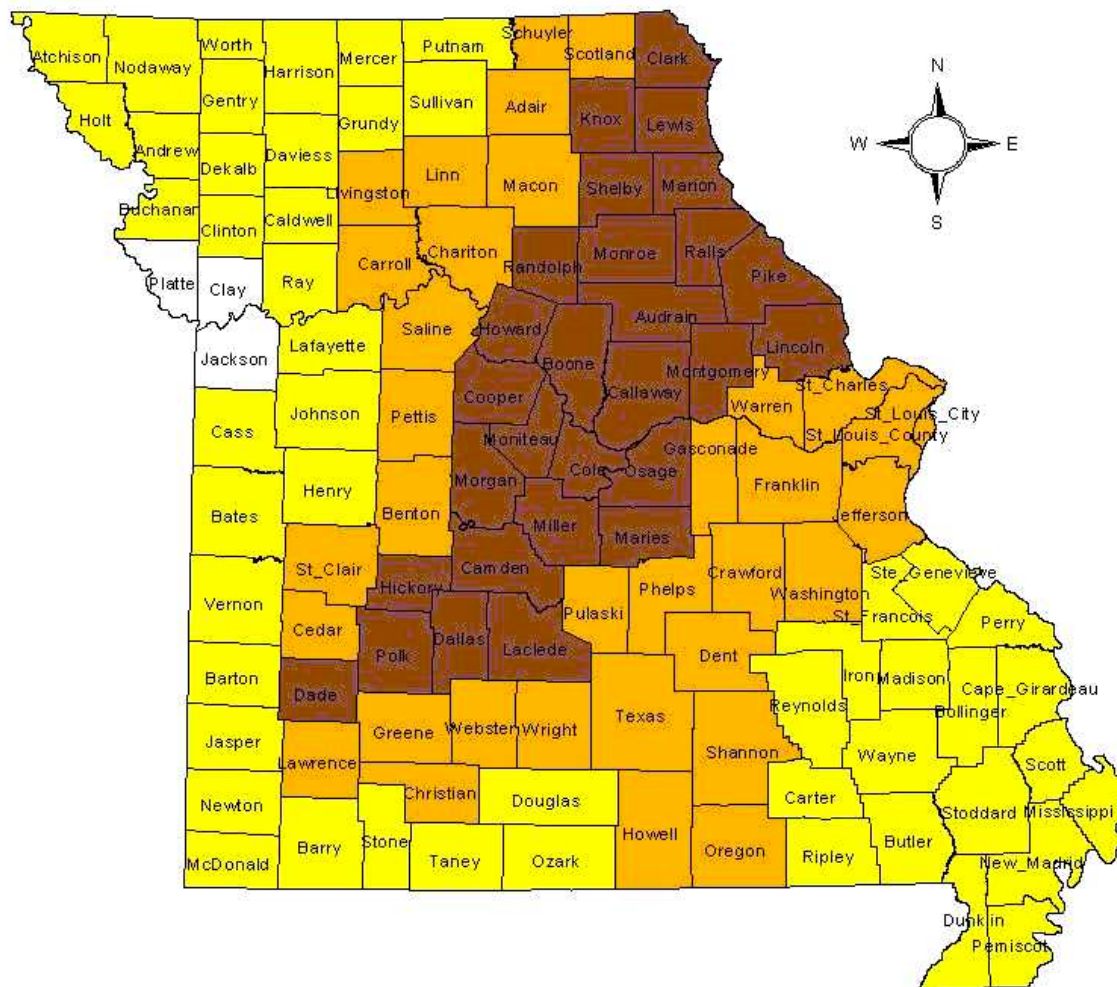 Schuyler
Putnam
Worth
Mercer
Scotland
Atchison
Clark
Nodaway
Harrison
Gentry
Sullivan
Adair
Holt
Grundy
Knox
Lewis
Andrew
Daviess
Dekalb
Linn
Macon
Shelby
Marion
Livingston
Buchanan
Caldwell
Clinton
Chariton
Monroe
Ralls
Carroll
Randolph
Pike
Platte
Clay
Ray
Audrain
Saline
Howard
Lafayette
Lincoln
Jackson
Boone
Montgomery
Callaway
St_Charles
Cooper
Warren
Johnson
Pettis
St_Louis_City
Cass
St_Louis_County
Moniteau
Gasconade
Cole
Osage
Morgan
Franklin
Henry
Benton
Jefferson
Bates
Miller
Maries
Camden
St_Clair
Hickory
Crawford
Ste_Genevieve
Phelps
Washington
Vernon
Pulaski
St_Francois
Cedar
Perry
Dallas
Laclede
Polk
Dent
Barton
Iron
Madison
Dade
Cape_Girardeau
Reynolds
Bollinger
Texas
Greene
Webster
Wright
Jasper
Shannon
Wayne
Lawrence
Scott
Christian
Carter
Newton
Douglas
Stoddard
Mississippi
Howell
Stone
Butler
Barry
Oregon
McDonald
Taney
Ozark
Ripley
New_Madrid
Dunklin
Pemiscot
N
W
E
S